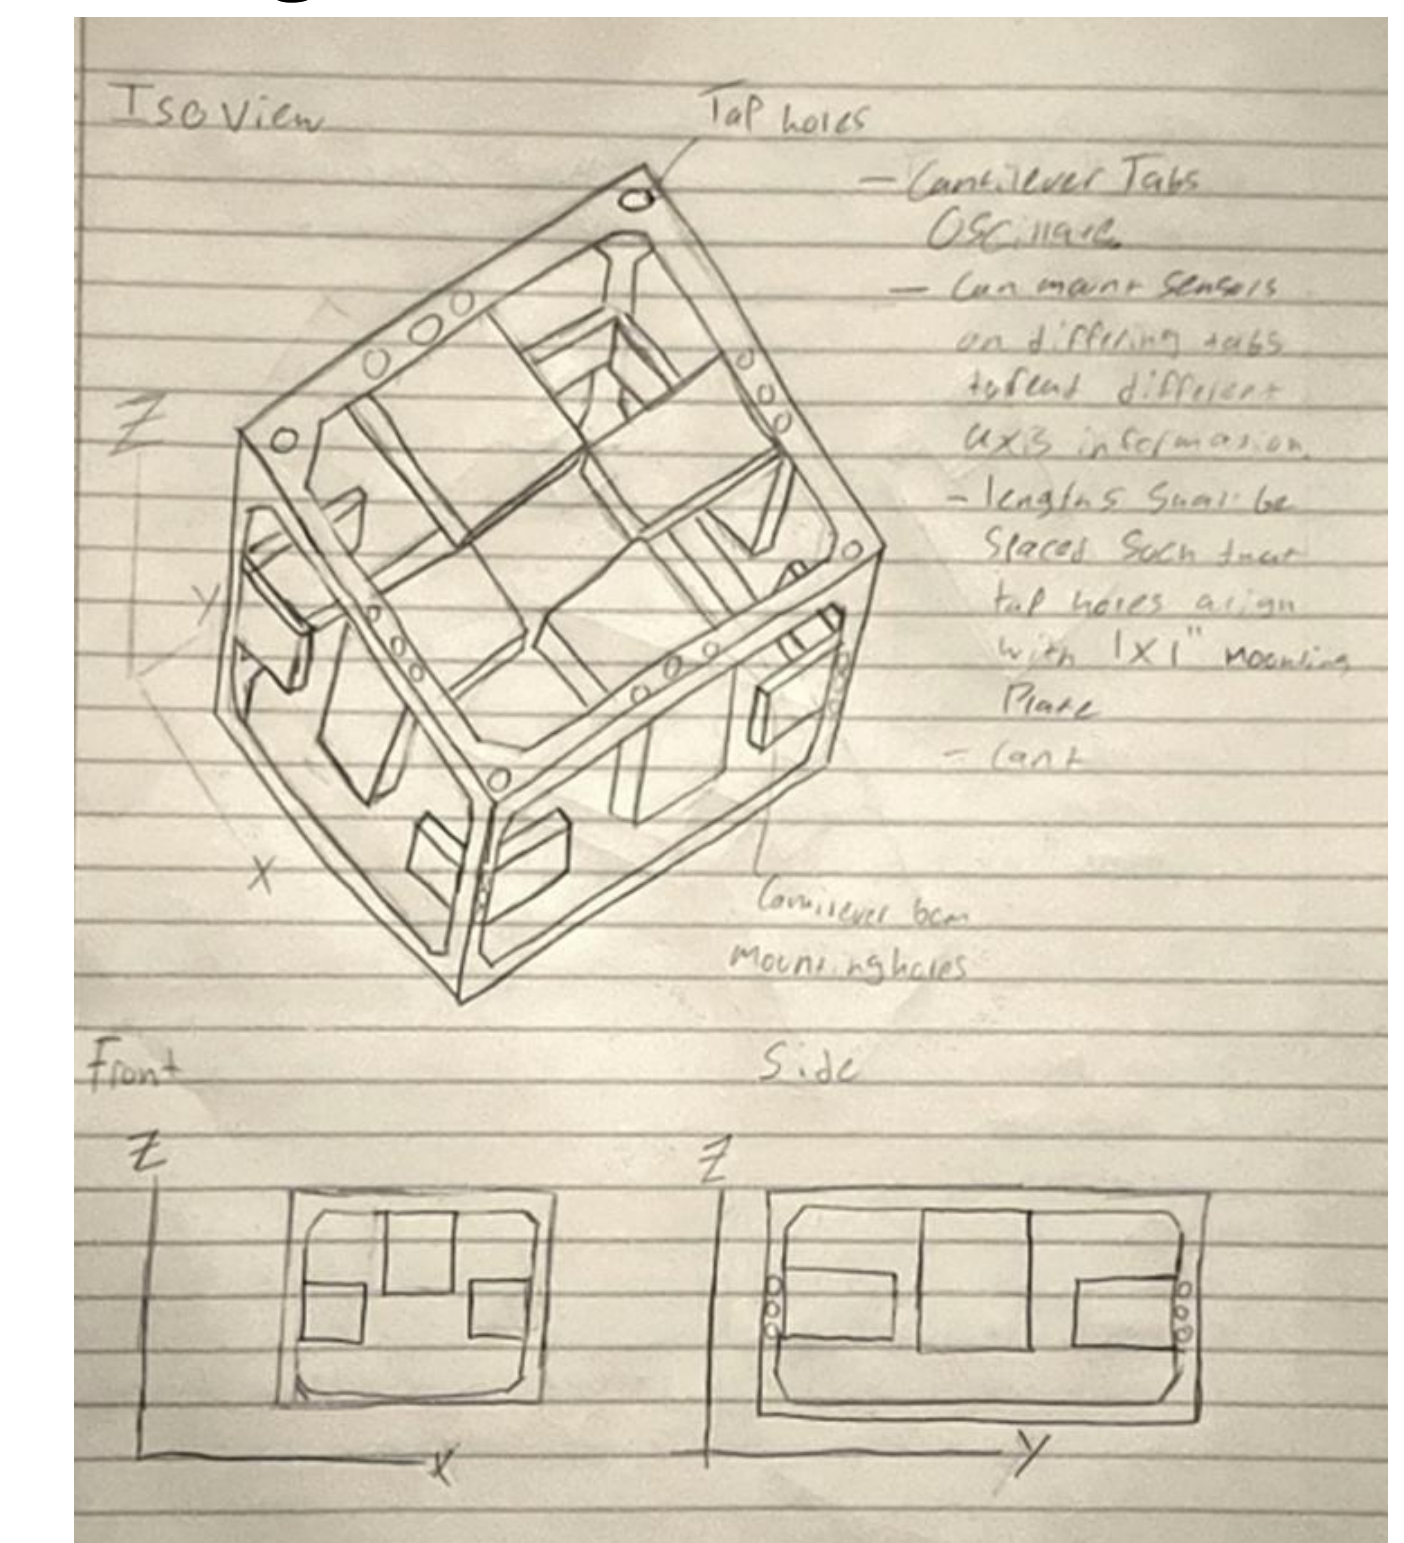 Iso View
Tap holes
- Cantilever Tabs
Oscillate
- Can mount sensors
on differing tabs
to read different
axis information.
- lengths shall be
spaced such that
tap holes align
with 1x1" mounting
Plate
- Cant
Z
Y
X
Cantilever beam
mounting holes
Front
Side
Z
Z
X
Y